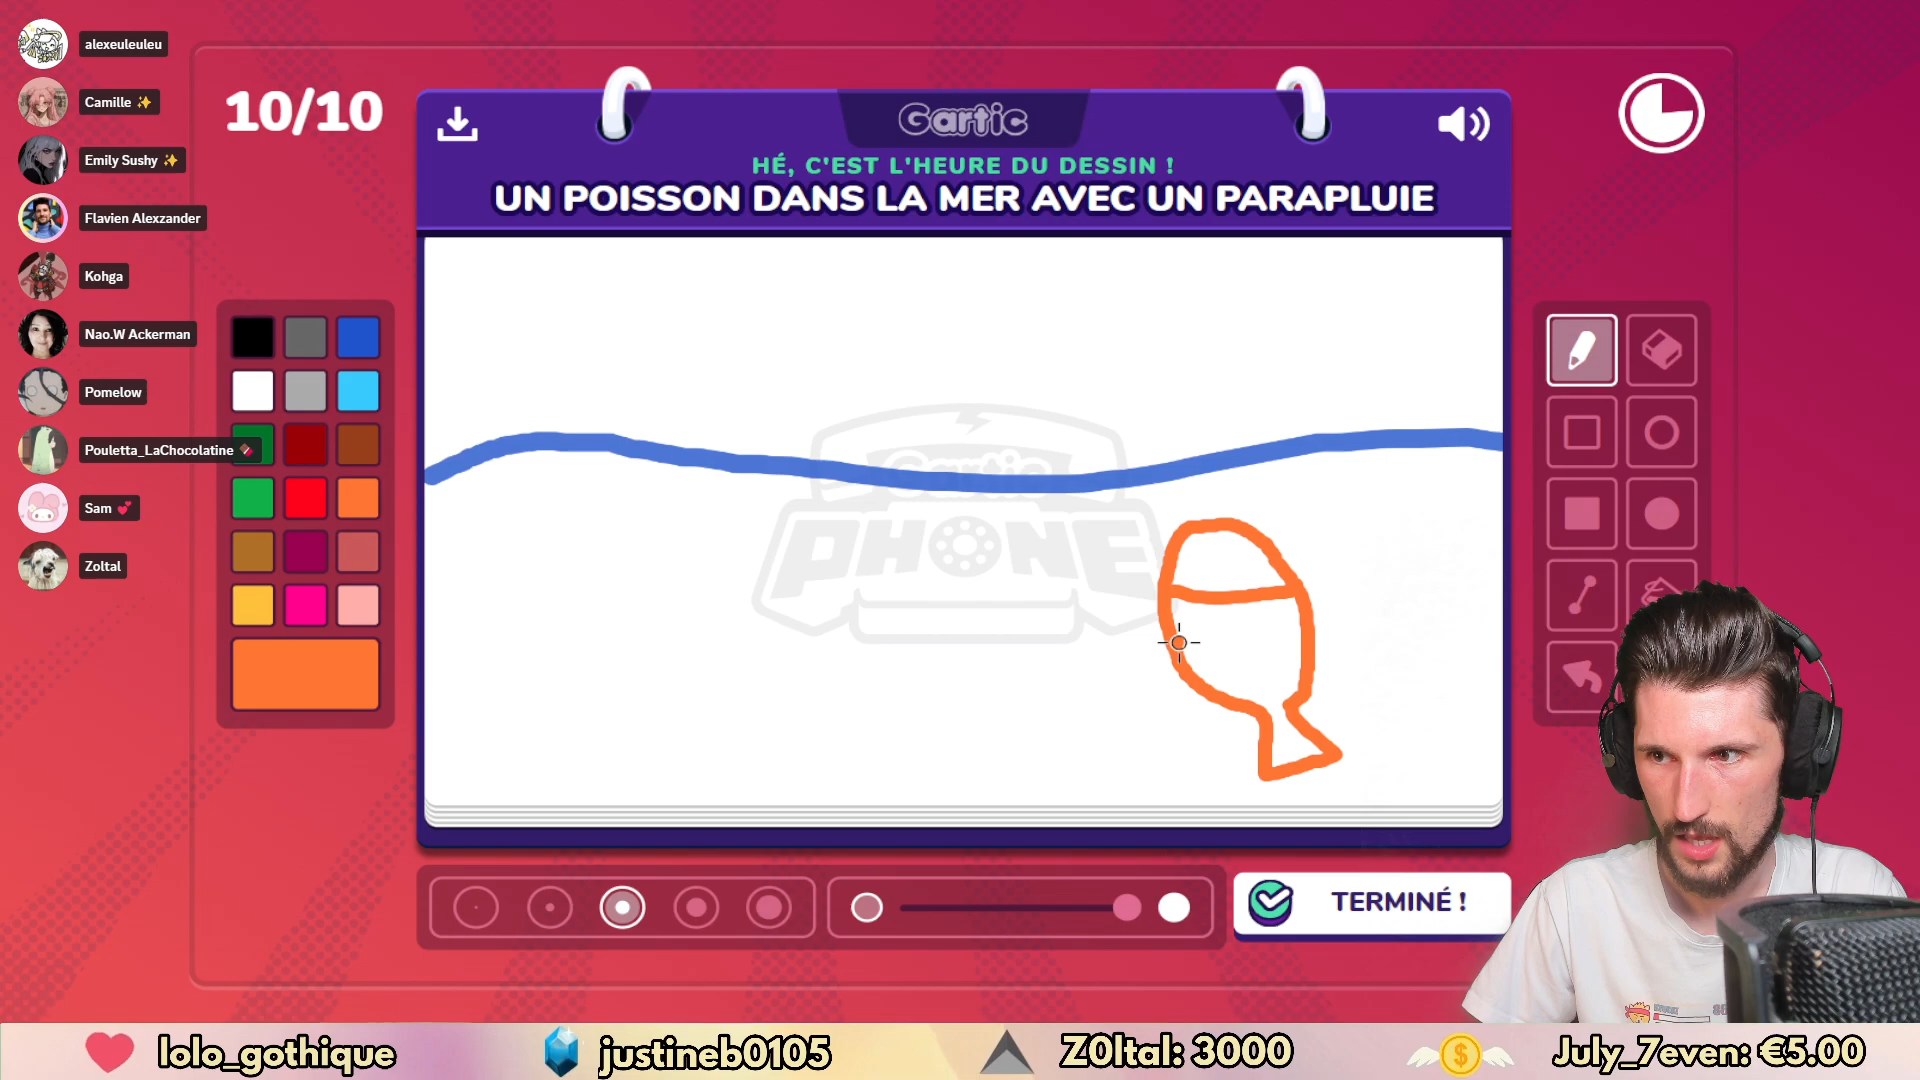 alexeuleuleu
Camille ✨
Emily Sushy ✨
Flavien Alexzander
Kohga
Nao.W Ackerman
Pomelow
Pouletta_LaChocolatine
Sam 💕
Zoltal
10/10
Gartic
HÉ, C'EST L'HEURE DU DESSIN !
UN POISSON DANS LA MER AVEC UN PARAPLUIE
Gartic
PHONE
TERMINÉ !
lolo_gothique
justineb0105
Z0ltal: 3000
July_7even: €5.00